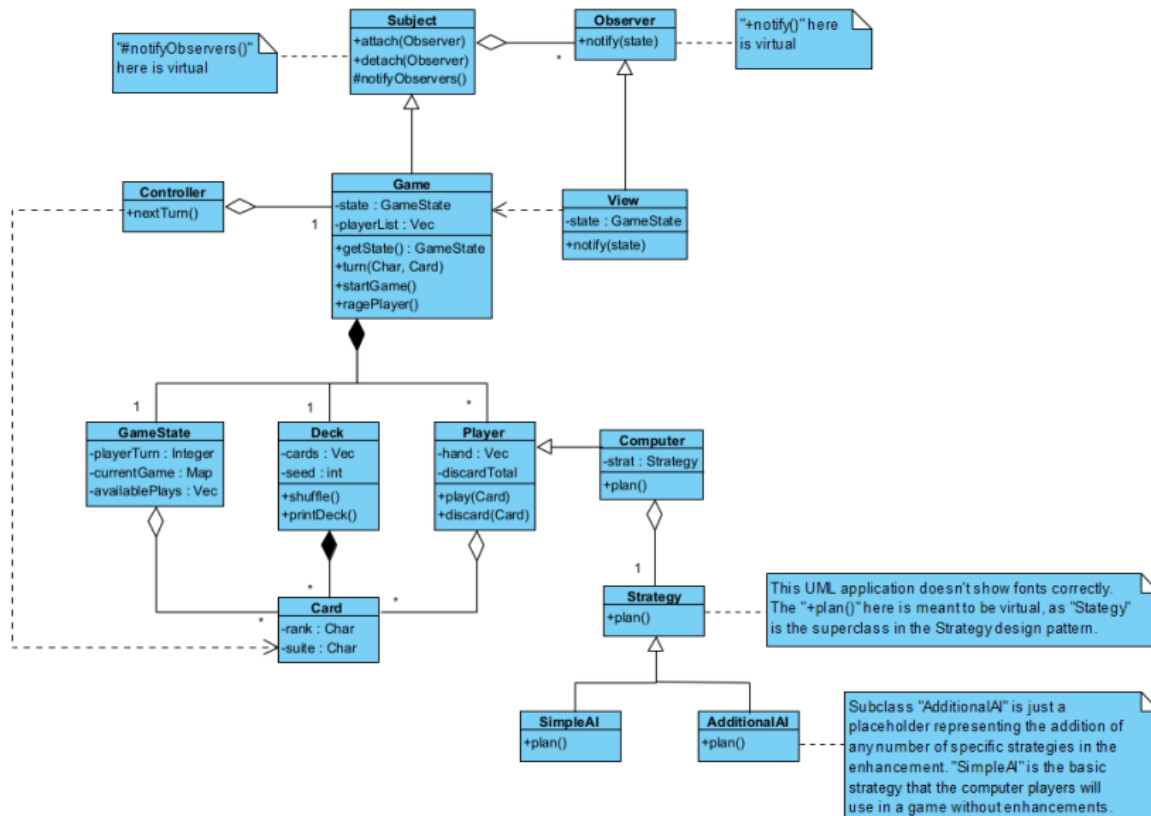 Subject
+attach(Observer)
+detach(Observer)
#notifyObservers()
Observer
+notify(state)
"#notifyObservers()"
here is virtual
"+notify()" here
is virtual
*
Controller
+nextTurn()
1
Game
-state : GameState
-playerList : Vec
+getState() : GameState
+turn(Char, Card)
+startGame()
+ragePlayer()
View
-state : GameState
+notify(state)
1
1
*
GameState
-playerTurn : Integer
-currentGame : Map
-availablePlays : Vec
Deck
-cards : Vec
-seed : int
+shuffle()
+printDeck()
Player
-hand : Vec
-discardTotal
+play(Card)
+discard(Card)
Computer
-strat : Strategy
+plan()
*
*
*
Card
-rank : Char
-suite : Char
1
Strategy
+plan()
This UML application doesn't show fonts correctly.
The "+plan()" here is meant to be virtual, as "Stategy"
is the superclass in the Strategy design pattern.
SimpleAI
+plan()
AdditionalAI
+plan()
Subclass "AdditionalAI" is just a
placeholder representing the addition of
any number of specific strategies in the
enhancement. "SimpleAI" is the basic
strategy that the computer players will
use in a game without enhancements.